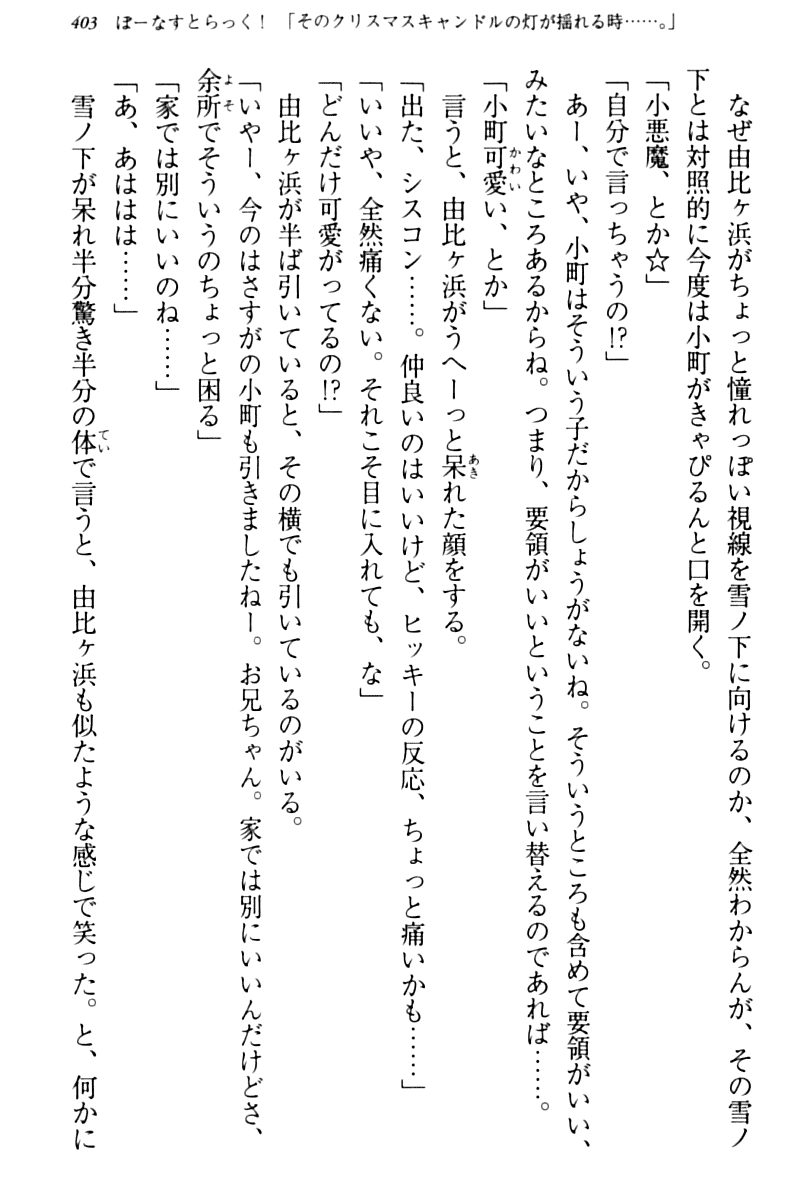 403 ぼーなすとらっく！ 「そのクリスマスキャンドルの灯が揺れる時……。」
なぜ由比ヶ浜がちょっと憧れっぽい視線を雪ノ下に向けるのか、全然わからんが、その雪ノ
下とは対照的に今度は小町がきゃぴるんと口を開く。
「小悪魔、とか☆」
「自分で言っちゃうの!?」
あー、いや、小町はそういう子だからしょうがないね。そういうところも含めて要領がいい、
みたいなところあるからね。つまり、要領がいいということを言い替えるのであれば……。
「小町可愛い、とか」
言うと、由比ヶ浜がうへーっと呆れた顔をする。
「出た、シスコン……。仲良いのはいいけど、ヒッキーの反応、ちょっと痛いかも……」
「いいや、全然痛くない。それこそ目に入れても、な」
「どんだけ可愛がってるの!?」
由比ヶ浜が半ば引いていると、その横でも引いているのがいる。
「いやー、今のはさすがの小町も引きましたねー。お兄ちゃん。家では別にいいんだけどさ、
余所でそういうのちょっと困る」
「家では別にいいのね……」
「あ、あははは……」
雪ノ下が呆れ半分驚き半分の体で言うと、由比ヶ浜も似たような感じで笑った。と、何かに